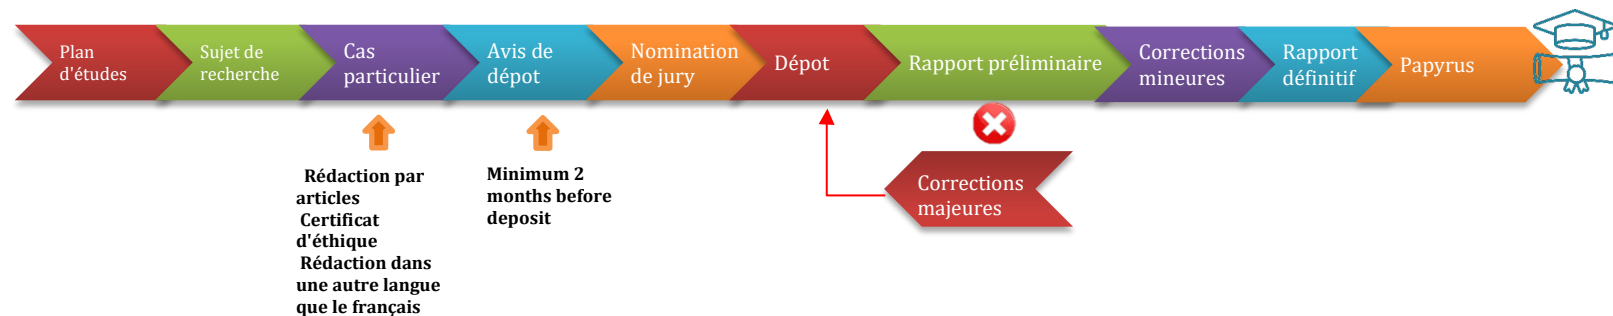 Plan
d'études
Sujet de
recherche
Cas
particulier
Avis de
dépot
Nomination
de jury
Dépot
Rapport préliminaire
Corrections
mineures
Rapport
définitif
Papyrus
Rédaction par
articles
Certificat
d'éthique
Rédaction dans
une autre langue
que le français
Minimum 2
months before
deposit
Corrections
majeures